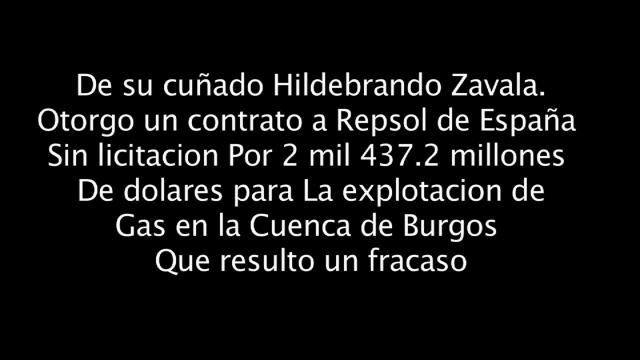 De su cuñado Hildebrando Zavala.
Otorgo un contrato a Repsol de España
Sin licitacion Por 2 mil 437.2 millones
De dolares para La explotacion de
Gas en la Cuenca de Burgos
Que resulto un fracaso